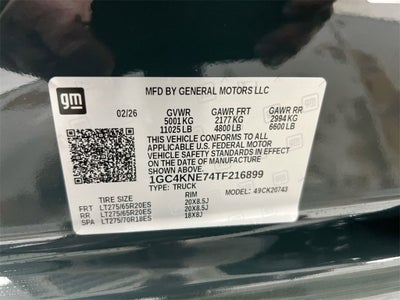 MFD BY GENERAL MOTORS LLC
gm
02/26 GVWR GAWR FRT GAWR RR
5001 KG 2177 KG 2994 KG
11025 LB 4800 LB 6600 LB
THIS VEHICLE CONFORMS TO ALL
APPLICABLE U.S. FEDERAL MOTOR
VEHICLE SAFETY STANDARDS IN
EFFECT ON THE DATE OF
MANUFACTURE SHOWN ABOVE.
1GC4KNE74TF216899
TYPE: TRUCK
MODEL: 49CK20743
TIRE SIZE RIM
FRT LT275/65R20ES 20X8.5J
RR LT275/65R20ES 20X8.5J
SPA LT275/70R18ES 18X8J